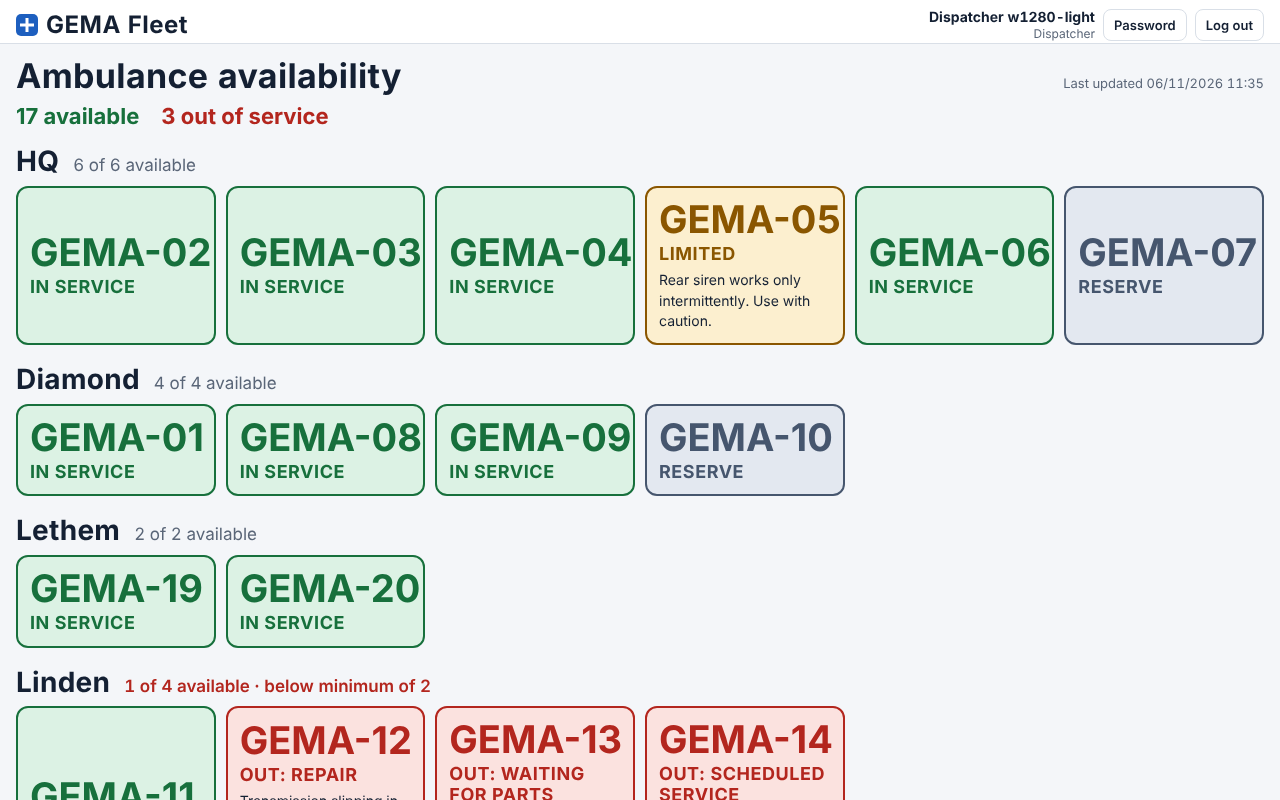 GEMA Fleet
Dispatcher w1280-light
Dispatcher
Password
Log out
Ambulance availability
Last updated 06/11/2026 11:35
17 available 3 out of service
HQ 6 of 6 available
GEMA-02
IN SERVICE
GEMA-03
IN SERVICE
GEMA-04
IN SERVICE
GEMA-05
LIMITED
Rear siren works only
intermittently. Use with
caution.
GEMA-06
IN SERVICE
GEMA-07
RESERVE
Diamond 4 of 4 available
GEMA-01
IN SERVICE
GEMA-08
IN SERVICE
GEMA-09
IN SERVICE
GEMA-10
RESERVE
Lethem 2 of 2 available
GEMA-19
IN SERVICE
GEMA-20
IN SERVICE
Linden 1 of 4 available · below minimum of 2
GEMA-11
GEMA-12
OUT: REPAIR
Transmission slipping in
GEMA-13
OUT: WAITING
FOR PARTS
GEMA-14
OUT: SCHEDULED
SERVICE